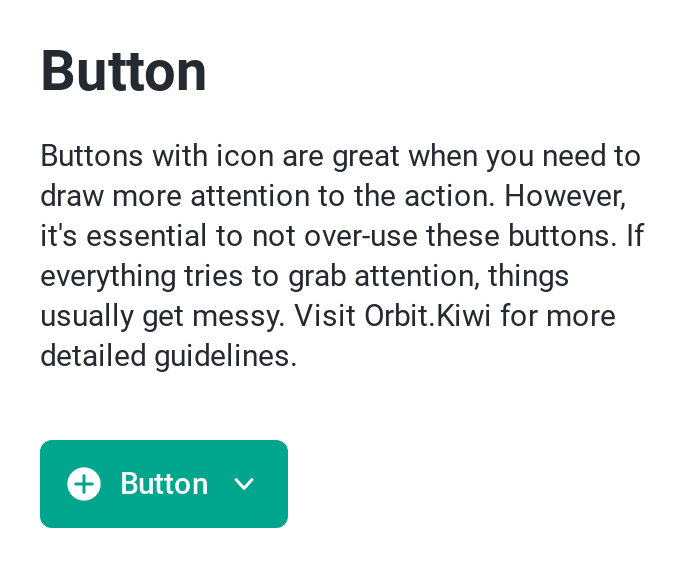 Button
Buttons with icon are great when you need to
draw more attention to the action. However,
it's essential to not over-use these buttons. If
everything tries to grab attention, things
usually get messy. Visit Orbit.Kiwi for more
detailed guidelines.
Button